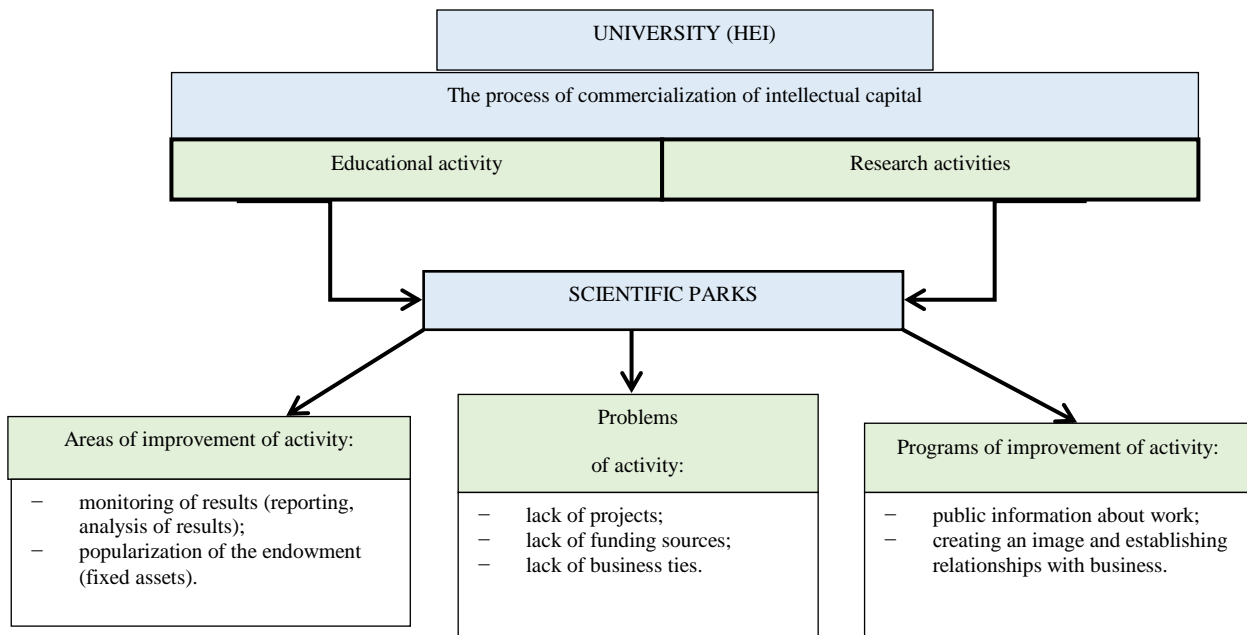 UNIVERSITY (HEI)
The process of commercialization of intellectual capital
Educational activity
Research activities
SCIENTIFIC PARKS
Areas of improvement of activity:
− monitoring of results (reporting,
analysis of results);
− popularization of the endowment
(fixed assets).
Problems
of activity:
− lack of projects;
− lack of funding sources;
− lack of business ties.
Programs of improvement of activity:
− public information about work;
− creating an image and establishing
relationships with business.